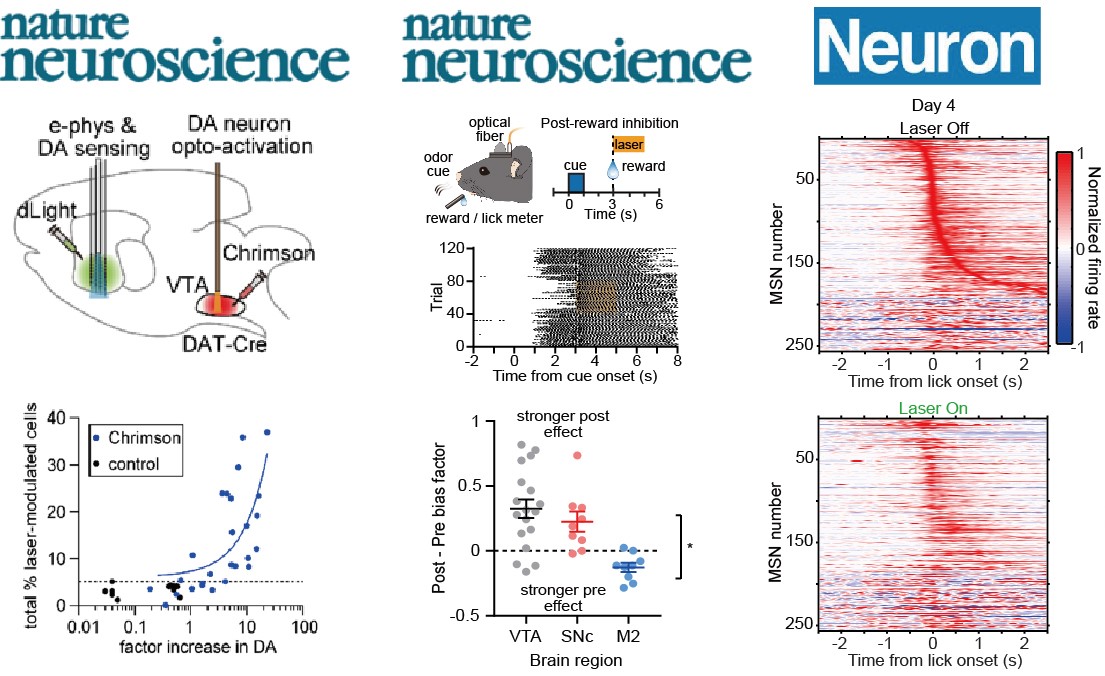 nature
neuroscience
e-phys &
DA sensing
DA neuron
opto-activation
dLight
Chrimson
VTA
DAT-Cre
total % laser-modulated cells
40
30
20
10
0
Chrimson
control
0.01 0.1 1 10 100
factor increase in DA
nature
neuroscience
optical
fiber
odor
cue
reward / lick meter
Post-reward inhibition
laser
cue
reward
0 3 6
Time (s)
Trial
120
80
40
0
-2 0 2 4 6 8
Time from cue onset (s)
Post - Pre bias factor
1
0.5
0
-0.5
stronger post
effect
*
stronger pre
effect
VTA SNc M2
Brain region
Neuron
Day 4
Laser Off
MSN number
50
150
250
-2 -1 0 1 2
Time from lick onset (s)
1
0
-1
Normalized firing rate
Laser On
MSN number
50
150
250
-2 -1 0 1 2
Time from lick onset (s)